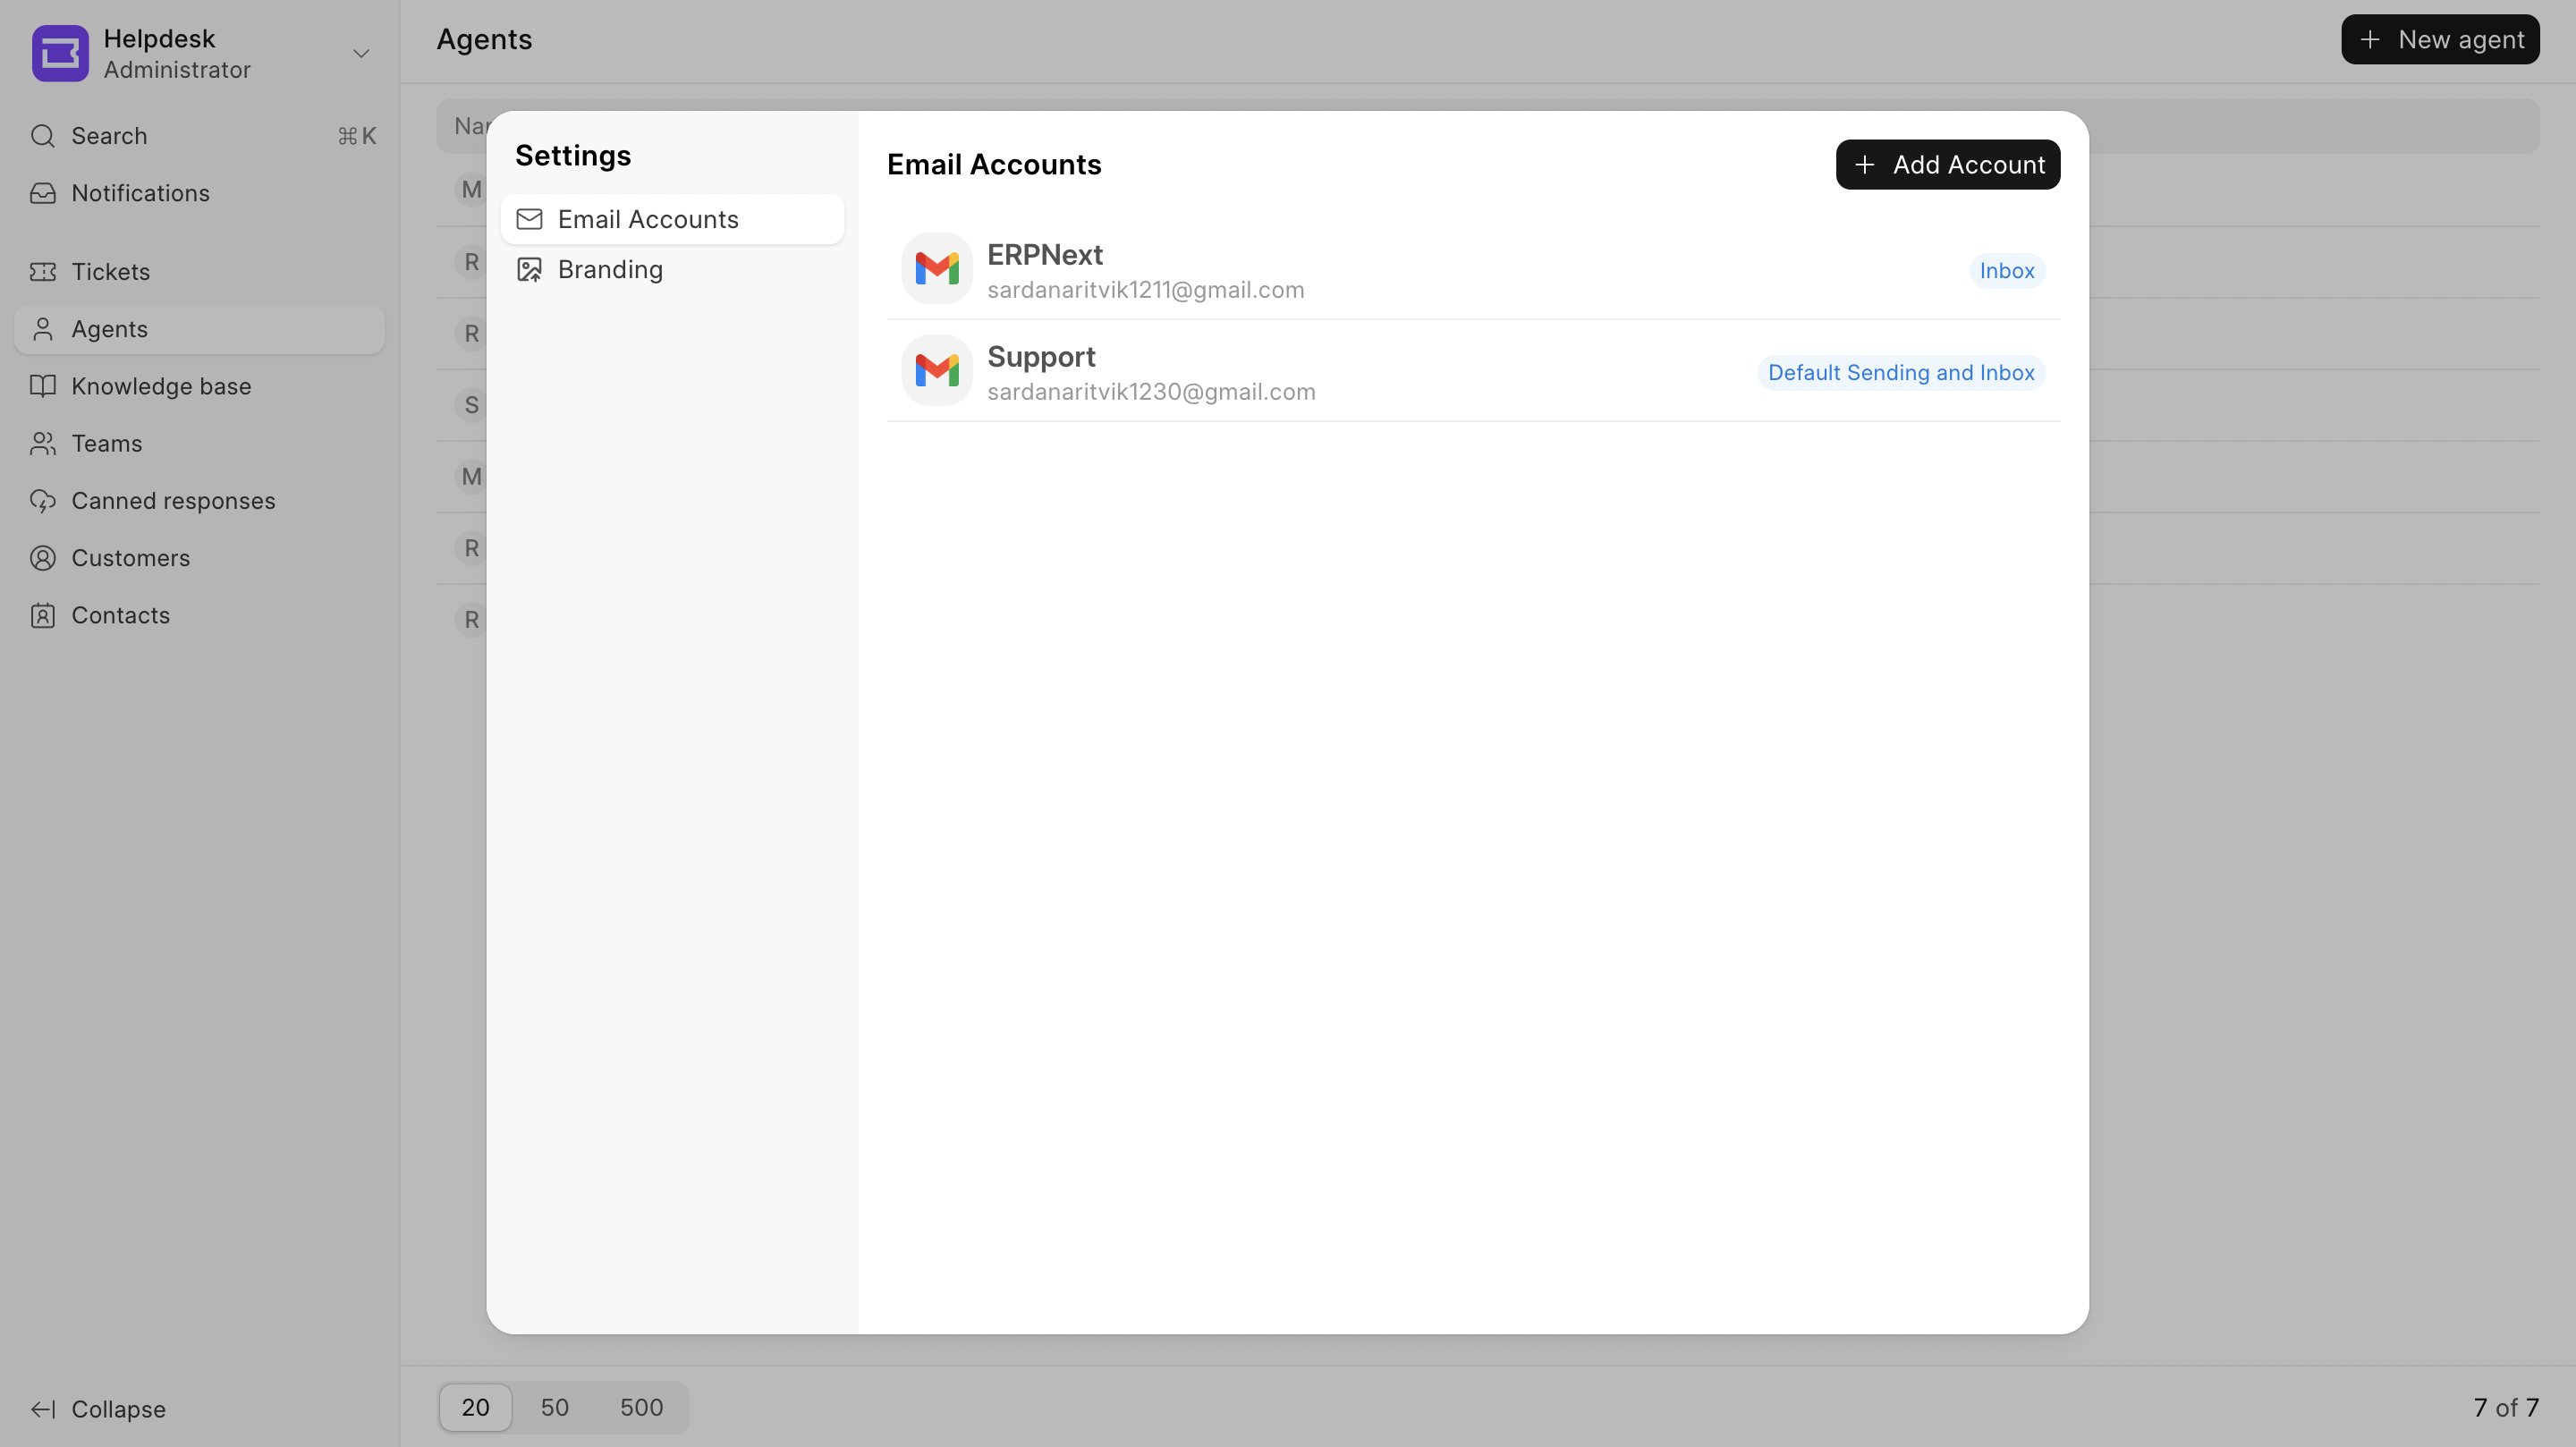 Helpdesk
Administrator
Search ⌘K
Notifications
Tickets
Agents
Knowledge base
Teams
Canned responses
Customers
Contacts
Collapse
Agents
+ New agent
M
R
R
S
M
R
R
Settings
Email Accounts
Branding
Email Accounts
+ Add Account
ERPNext
sardanaritvik1211@gmail.com
Inbox
Support
sardanaritvik1230@gmail.com
Default Sending and Inbox
20 50 500
7 of 7